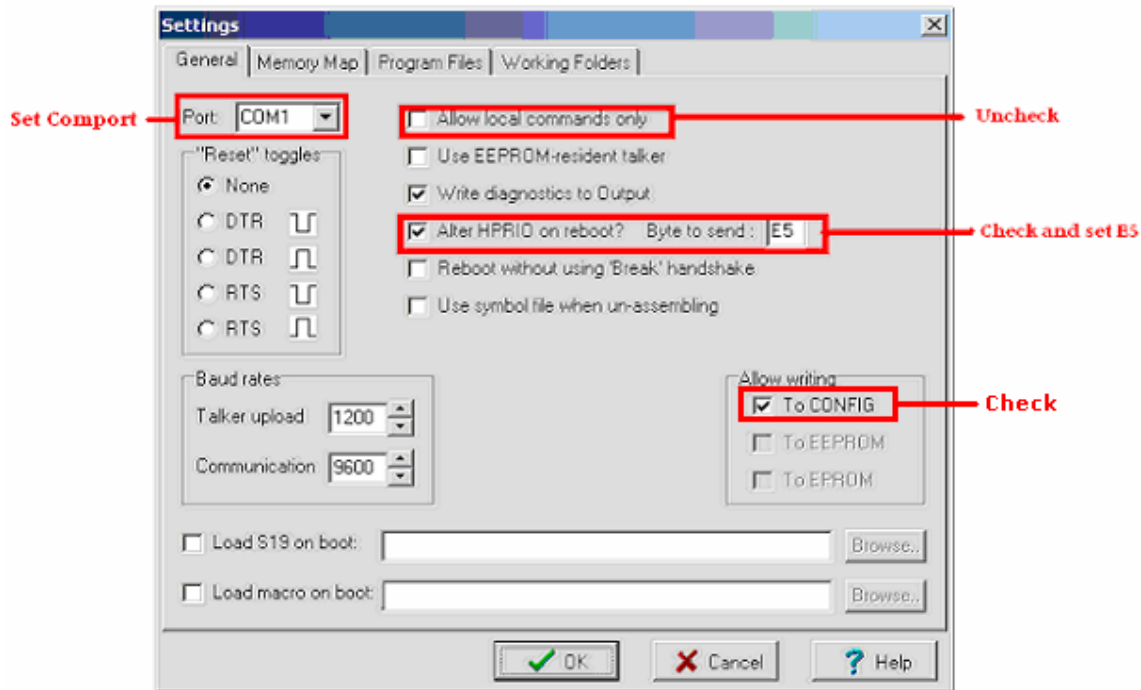 Settings
General
Memory Map
Program Files
Working Folders
Set Comport
Port:
COM1
Allow local commands only
Uncheck
"Reset" toggles
Use EEPROM-resident talker
None
Write diagnostics to Output
DTR
Alter HPRIO on reboot?
Byte to send :
E5
Check and set E5
DTR
Reboot without using 'Break' handshake
RTS
Use symbol file when un-assembling
RTS
Baud rates
Allow writing
Talker upload
1200
To CONFIG
Check
To EEPROM
Communication
9600
To EPROM
Load S19 on boot:
Browse..
Load macro on boot:
Browse..
OK
Cancel
Help